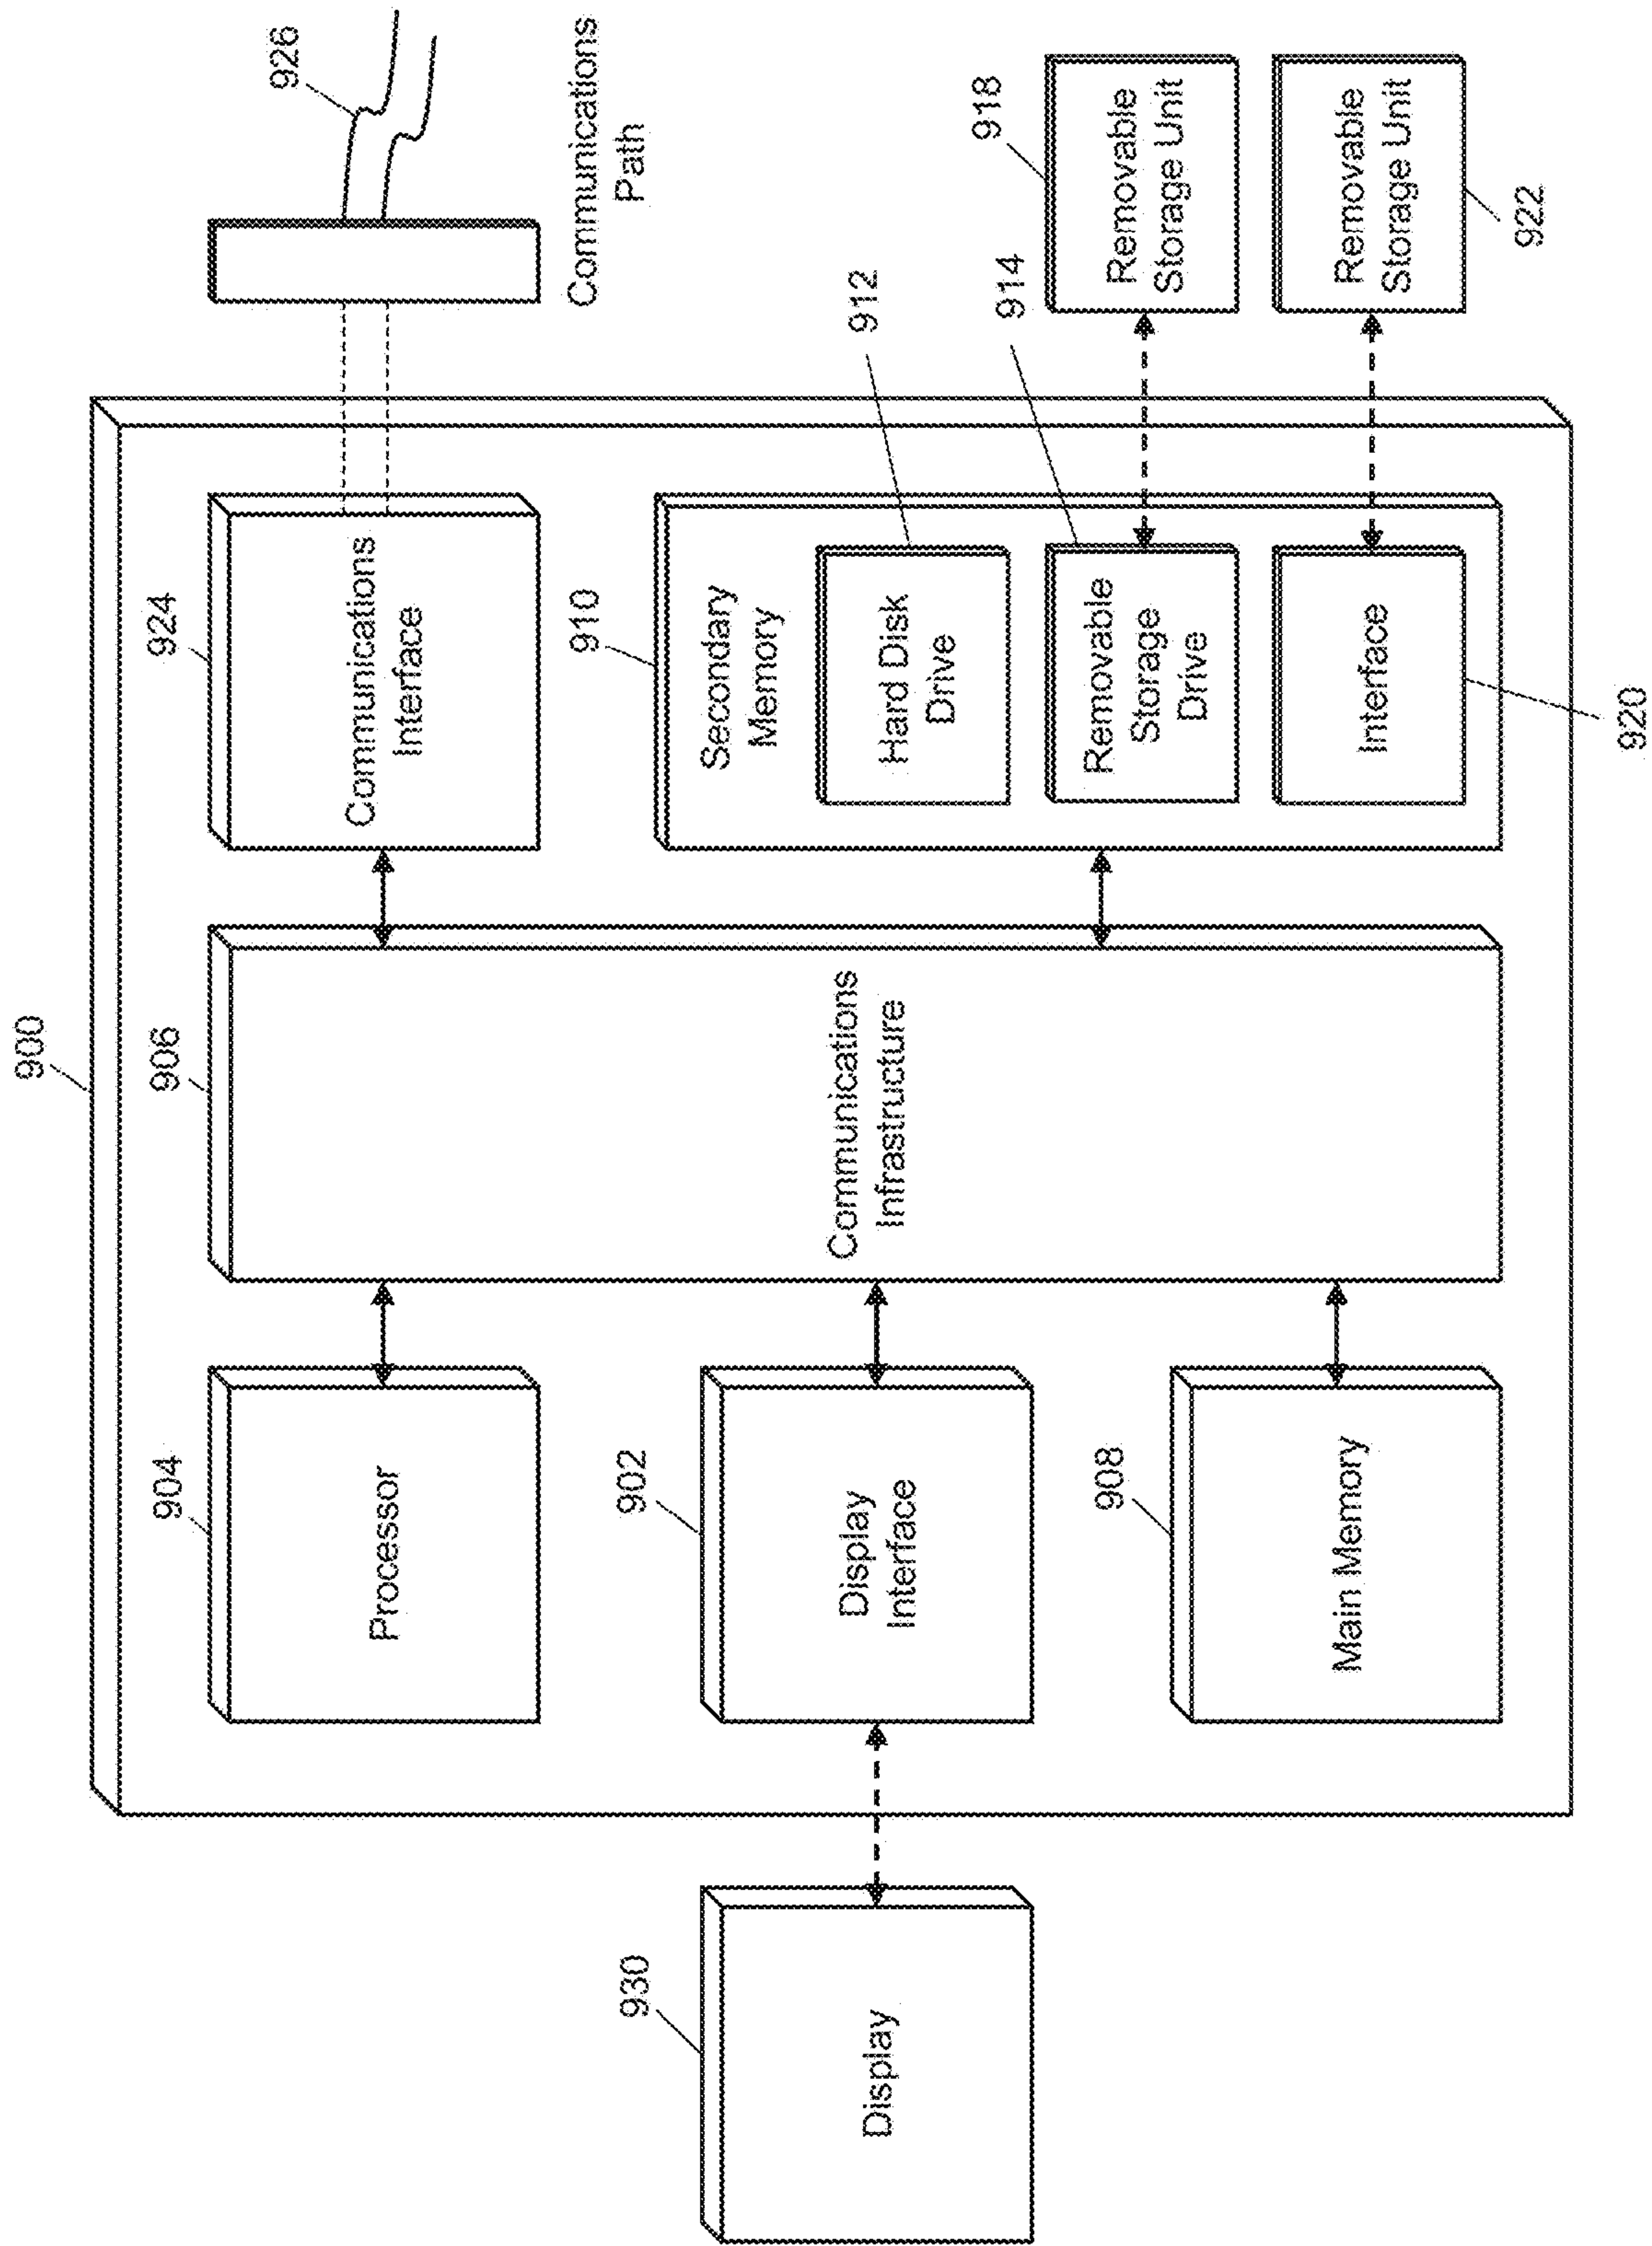 900
904
Processor
906
Communications
Infrastructure
924
Communications
Interface
926
Communications
Path
930
Display
902
Display
Interface
908
Main Memory
910
Secondary
Memory
912
Hard Disk
Drive
914
Removable
Storage
Drive
918
Removable
Storage Unit
Interface
920
Removable
Storage Unit
922